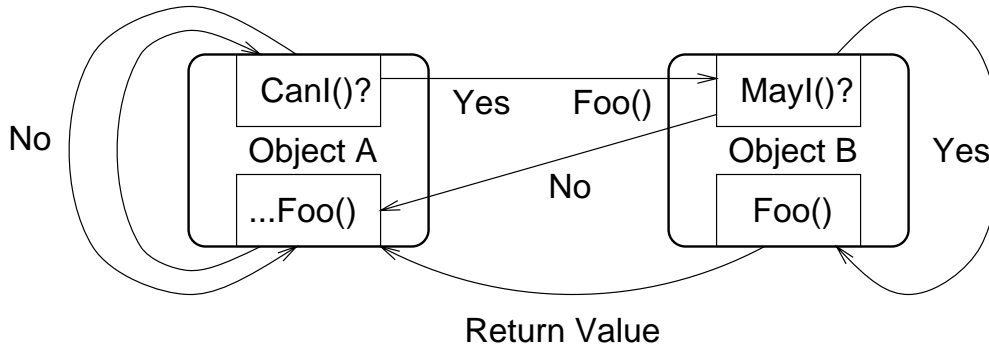 CanI()?
MayI()?
Yes
Foo()
No
Object A
Object B
Yes
No
...Foo()
Foo()
Return Value